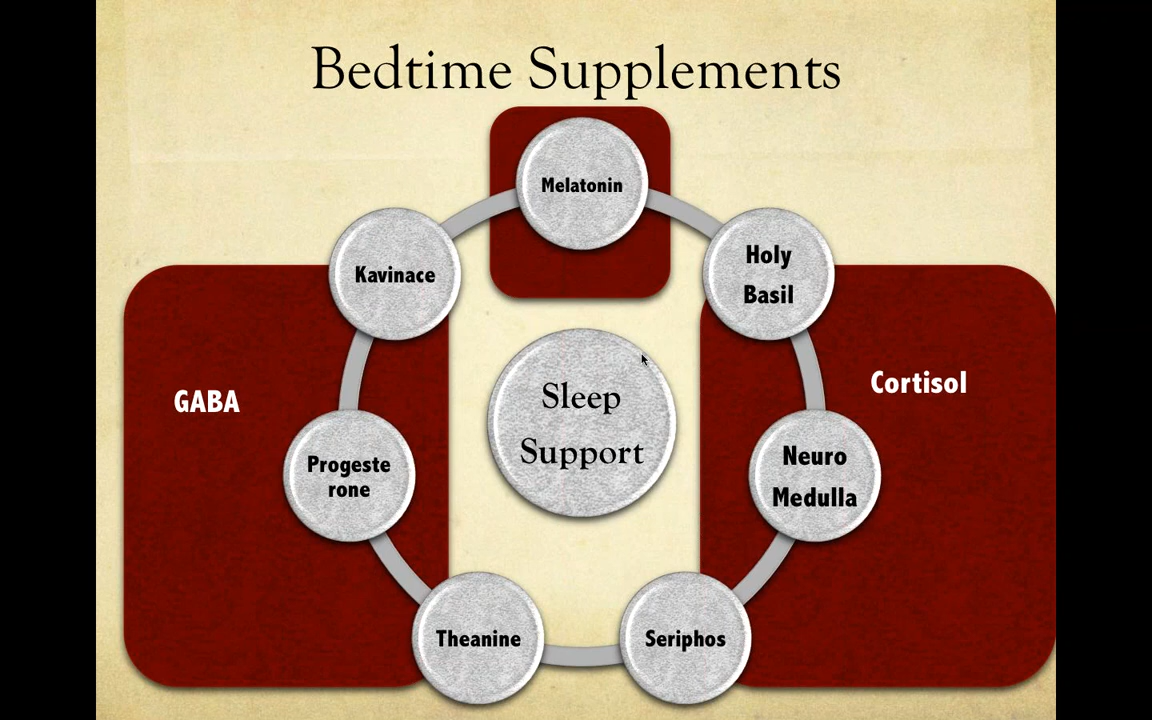 Bedtime Supplements
Melatonin
Holy
Basil
Kavinace
Cortisol
GABA
Sleep
Support
Neuro
Medulla
Progeste
rone
Theanine
Seriphos